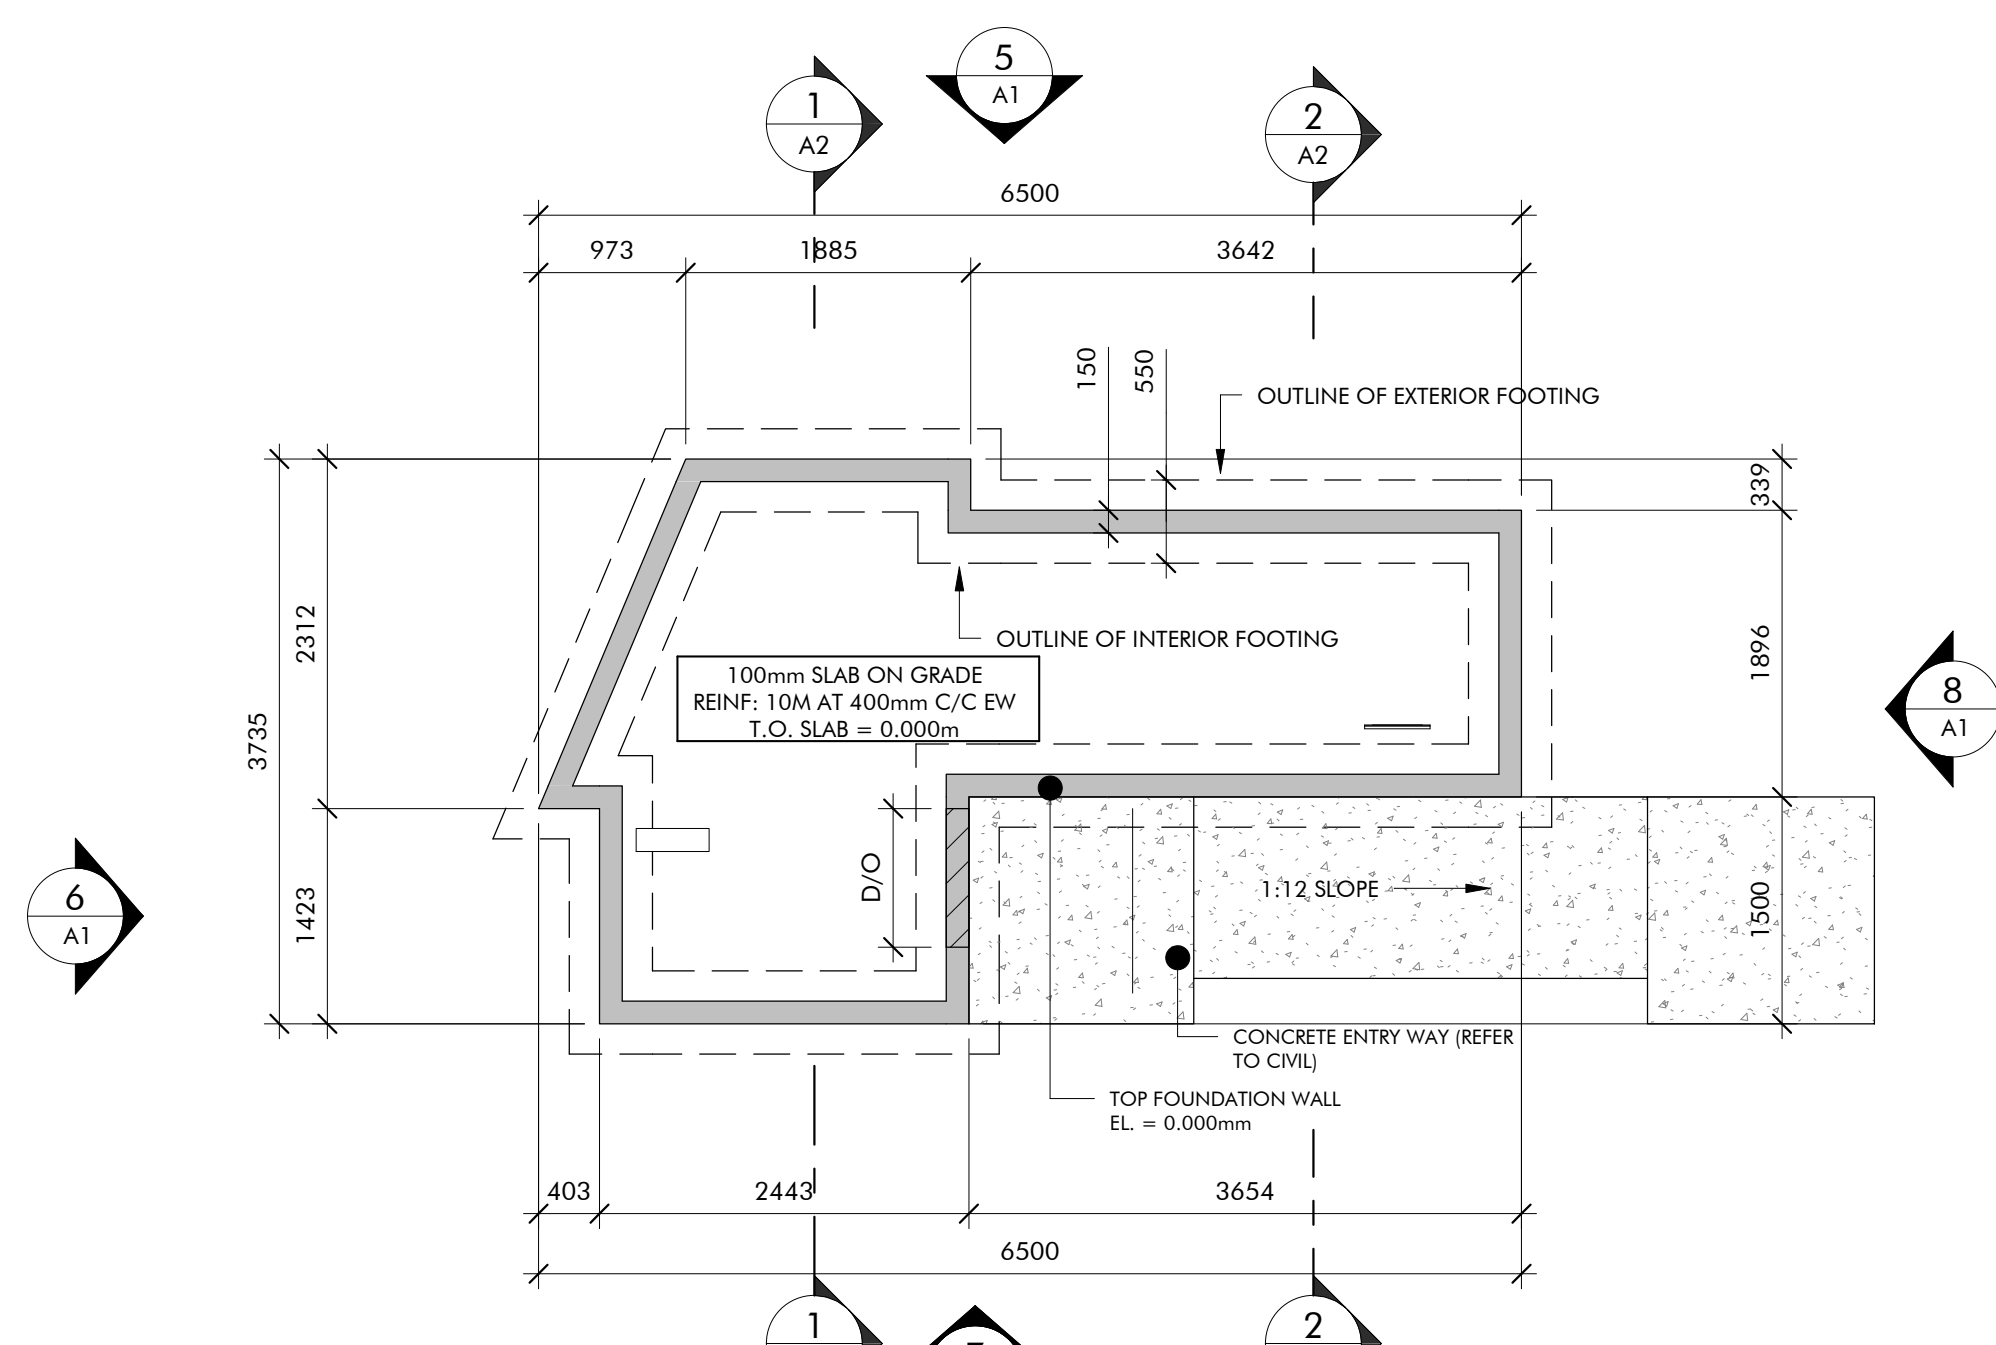 5
A1
1
A2
2
A2
6500
973
1885
3642
150
550
OUTLINE OF EXTERIOR FOOTING
339
2312
OUTLINE OF INTERIOR FOOTING
1896
100mm SLAB ON GRADE
REINF: 10M AT 400mm C/C EW
T.O. SLAB = 0.000m
8
A1
3735
D/O
1:12 SLOPE
1500
6
A1
1423
CONCRETE ENTRY WAY (REFER
TO CIVIL)
TOP FOUNDATION WALL
EL. = 0.000mm
403
2443
3654
6500
1
2